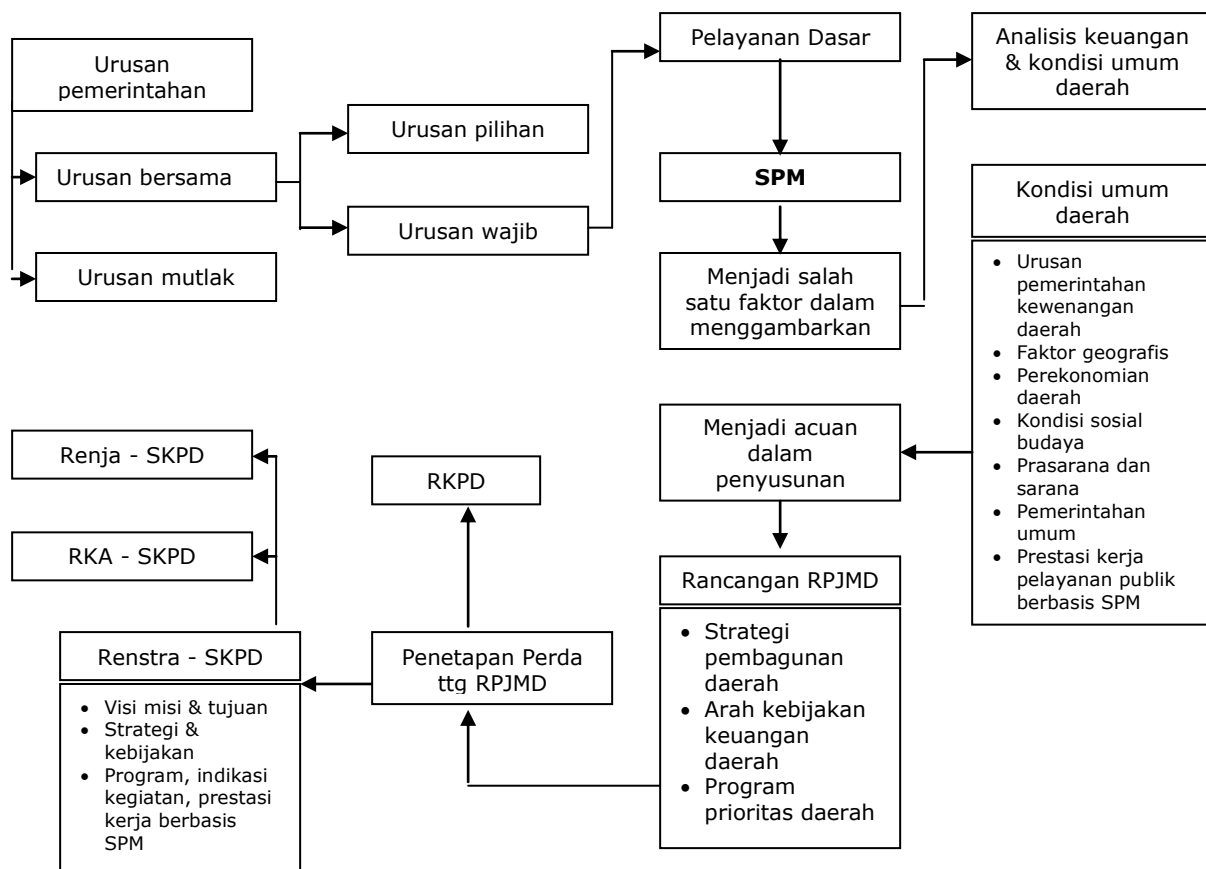 Urusan
pemerintahan
Urusan bersama
Urusan mutlak
Urusan pilihan
Urusan wajib
Pelayanan Dasar
SPM
Menjadi salah
satu faktor dalam
menggambarkan
Analisis keuangan
& kondisi umum
daerah
Kondisi umum
daerah
• Urusan
pemerintahan
kewenangan
daerah
• Faktor geografis
• Perekonomian
daerah
• Kondisi sosial
budaya
• Prasarana dan
sarana
• Pemerintahan
umum
• Prestasi kerja
pelayanan publik
berbasis SPM
Menjadi acuan
dalam
penyusunan
Rancangan RPJMD
• Strategi
pembagunan
daerah
• Arah kebijakan
keuangan
daerah
• Program
prioritas daerah
Penetapan Perda
ttg RPJMD
RKPD
Renstra - SKPD
• Visi misi & tujuan
• Strategi &
kebijakan
• Program, indikasi
kegiatan, prestasi
kerja berbasis
SPM
RKA - SKPD
Renja - SKPD